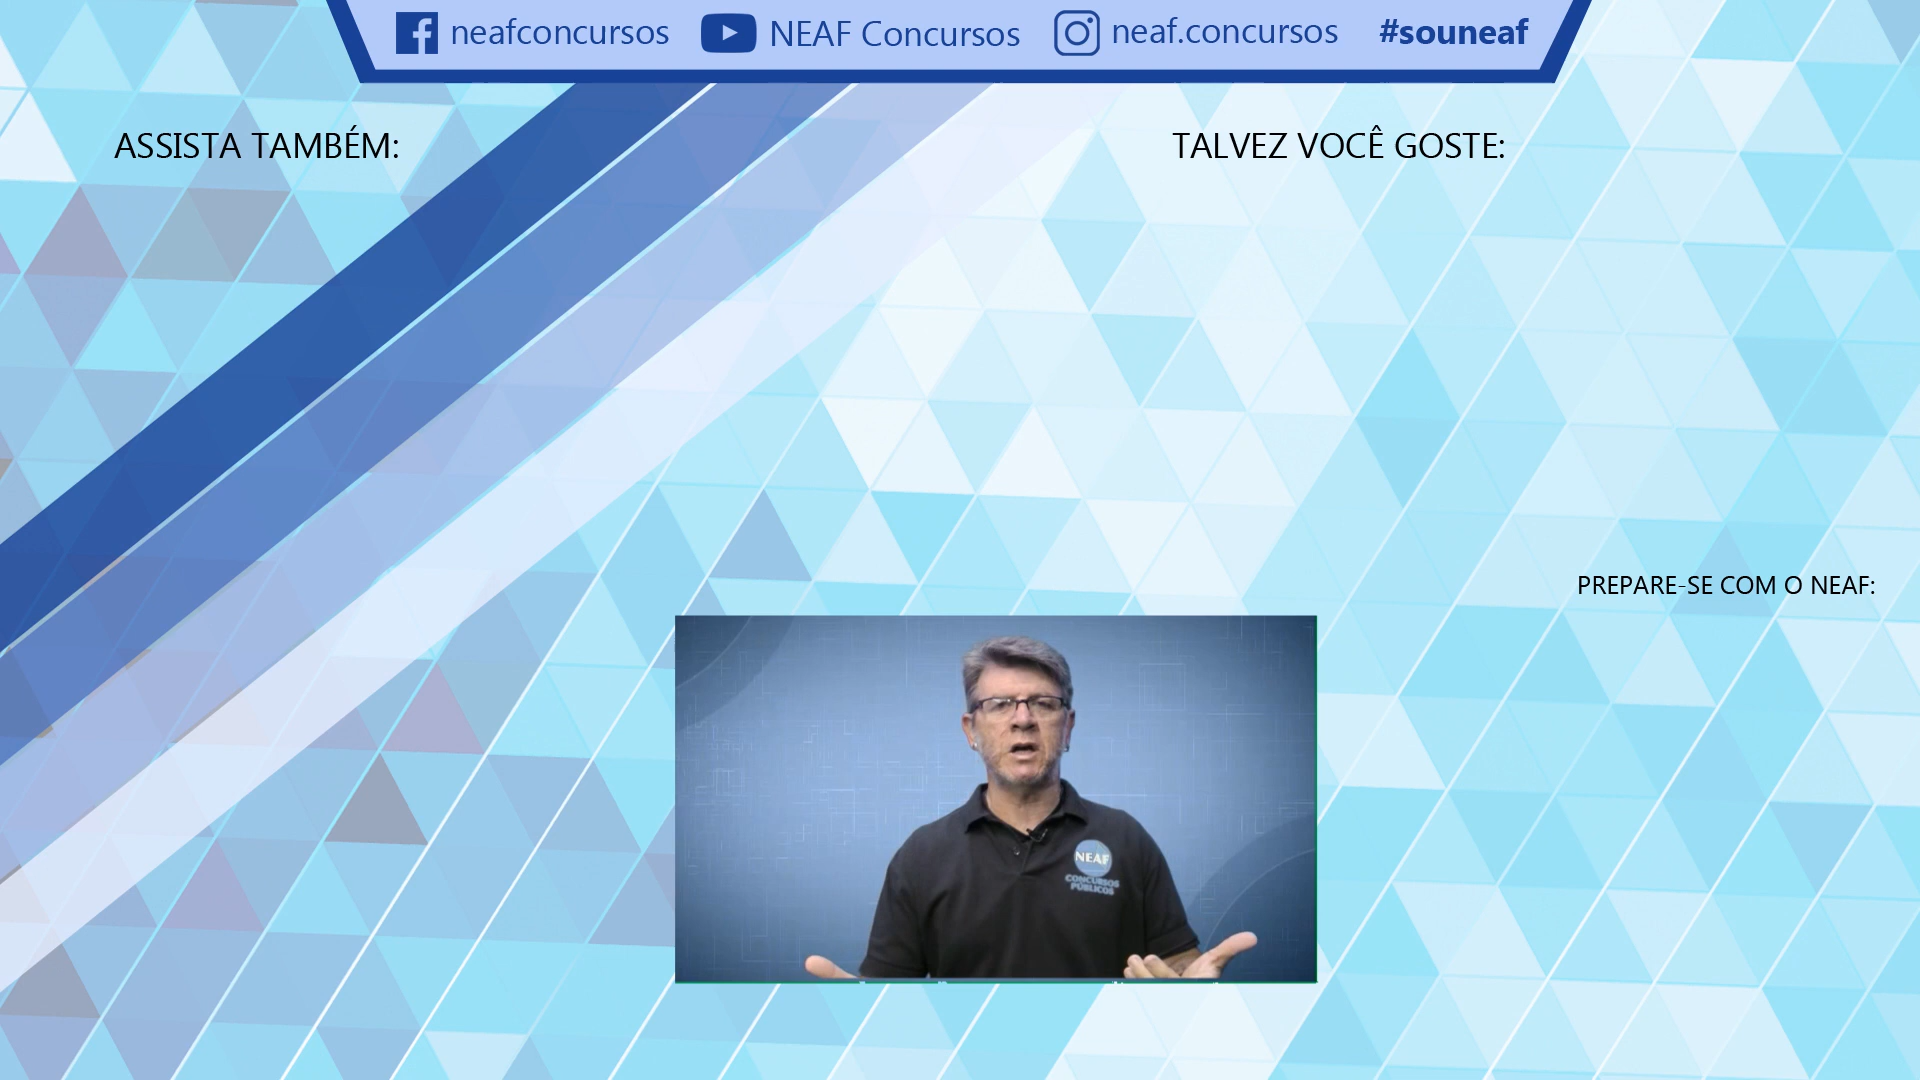 neafconcursos NEAF Concursos neaf.concursos #souneaf
ASSISTA TAMBÉM:
TALVEZ VOCÊ GOSTE:
PREPARE-SE COM O NEAF:
NEAF
CONCURSOS
PÚBLICOS